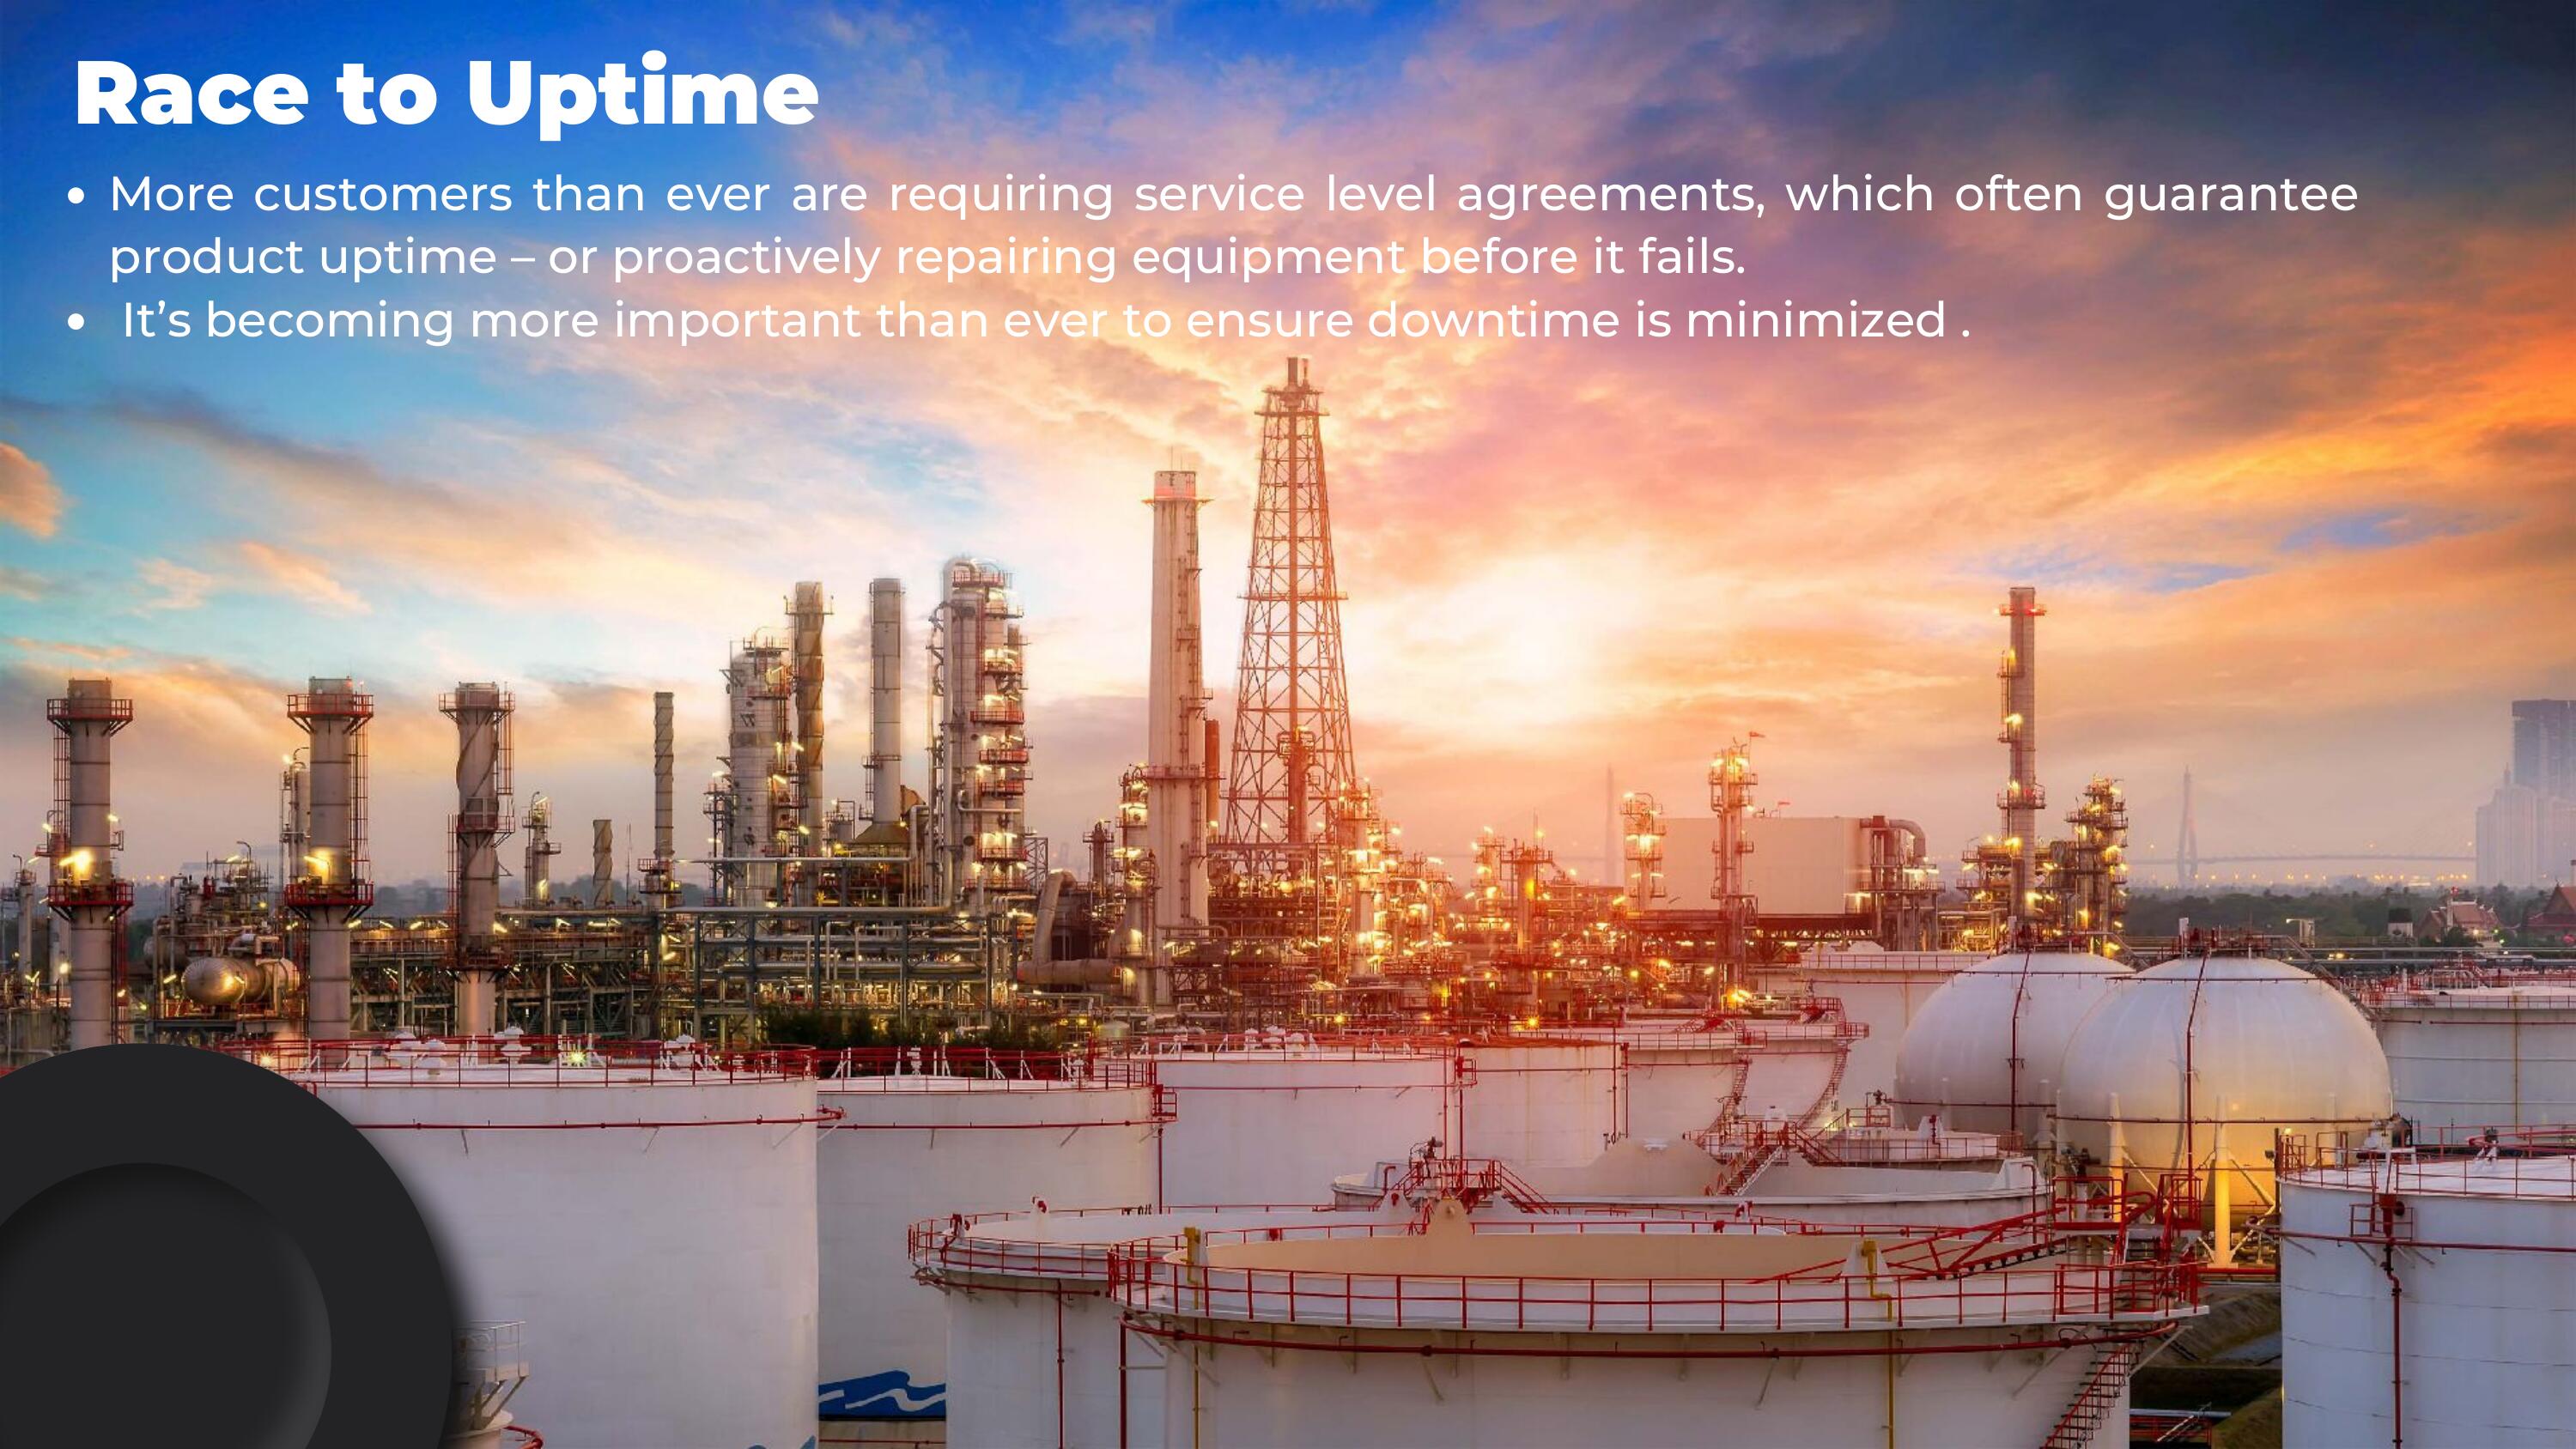 Race to Uptime
• More customers than ever are requiring service level agreements, which often guarantee
product uptime – or proactively repairing equipment before it fails.
• It’s becoming more important than ever to ensure downtime is minimized .